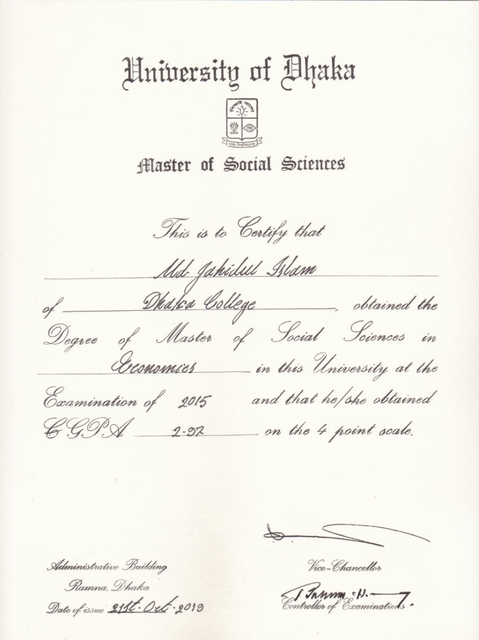 University of Dhaka
Master of Social Sciences
This is to Certify that
Md Jahidul Islam
of Dhaka College, obtained the
Degree of Master of Social Sciences in
Economics in this University at the
Examination of 2015 and that he/she obtained
CGPA 2.97 on the 4 point scale.
Administrative Building
Ramna, Dhaka
Date of issue 21st Oct. 2019
Vice-Chancellor
Controller of Examinations.